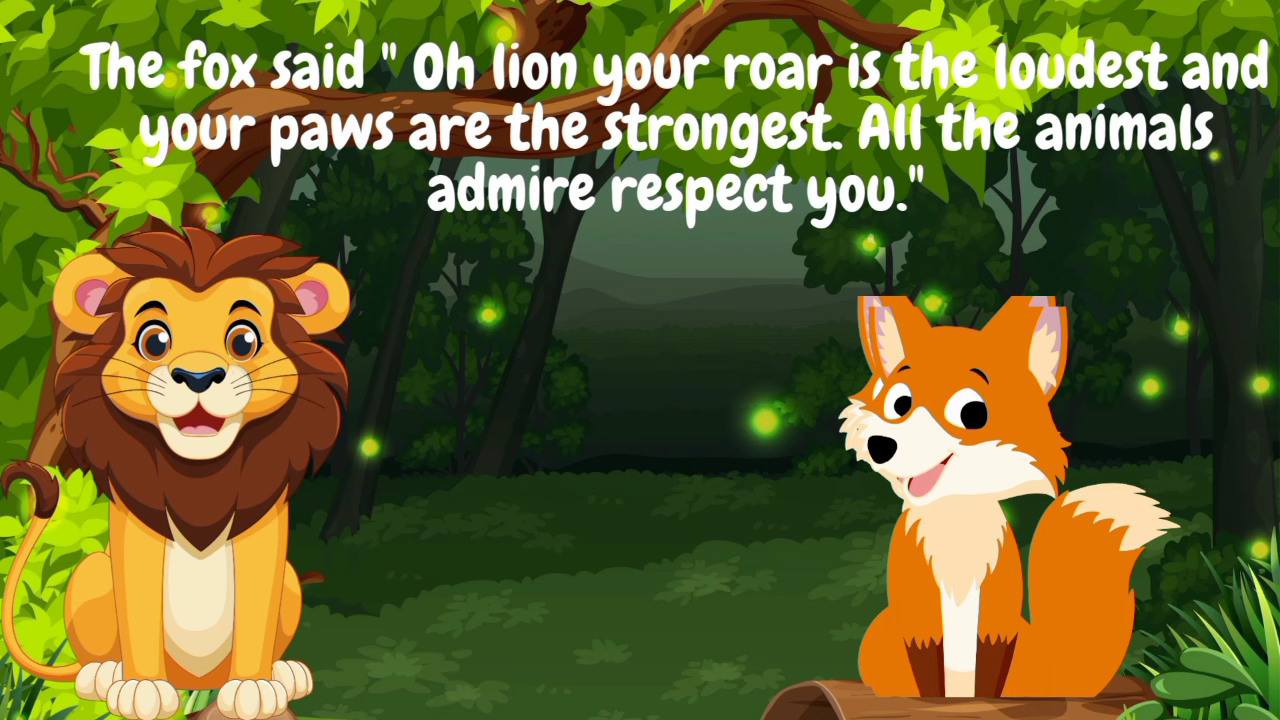 The fox said " Oh lion your roar is the loudest and
your paws are the strongest. All the animals
admire respect you."